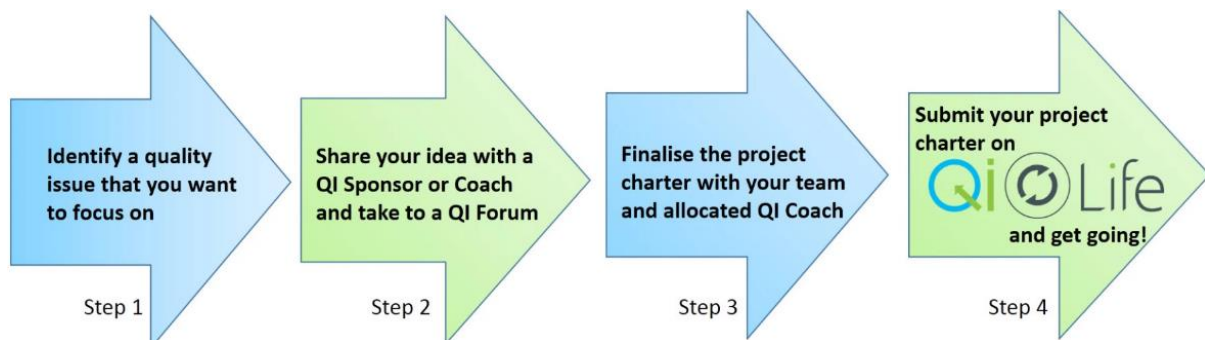 Identify a quality
issue that you want
to focus on
Step 1
Share your idea with a
QI Sponsor or Coach
and take to a QI Forum
Step 2
Finalise the project
charter with your team
and allocated QI Coach
Step 3
Submit your project
charter on
Qi Life
and get going!
Step 4